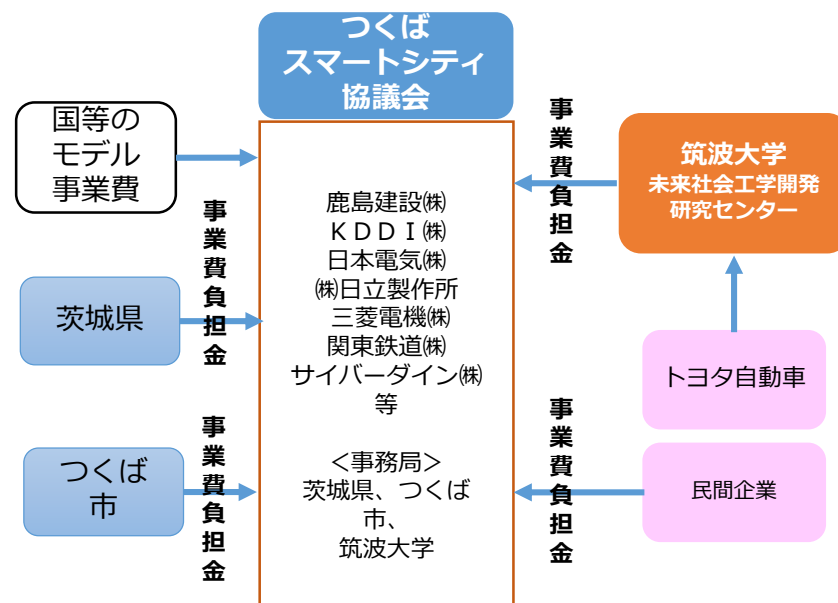 つくば
スマートシティ
協議会
国等の
モデル
事業費
事業費負担金
茨城県
事業費負担金
つくば
市
鹿島建設㈱
ＫＤＤＩ㈱
日本電気㈱
㈱日立製作所
三菱電機㈱
関東鉄道㈱
サイバーダイン㈱
等
＜事務局＞
茨城県、つくば
市、
筑波大学
事業費負担金
筑波大学
未来社会工学開発
研究センター
トヨタ自動車
事業費負担金
民間企業